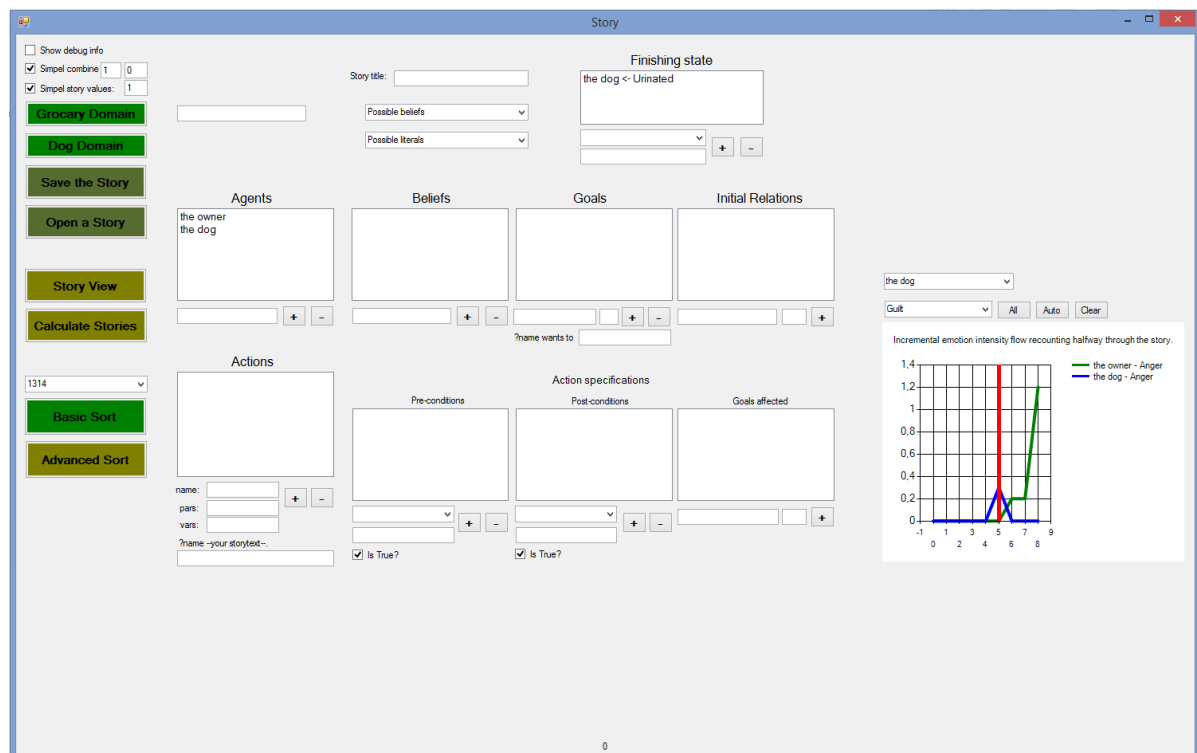 Story
Show debug info
Simpel combine 1 0
Simpel story values: 1
Grocary Domain
Dog Domain
Save the Story
Open a Story
Story View
Calculate Stories
1314
Basic Sort
Advanced Sort
Story title:
Possible beliefs
Possible literals
Finishing state
the dog <- Urinated
+ -
Agents
the owner
the dog
+ -
Beliefs
+ -
Goals
+ -
?name wants to
Initial Relations
+
Actions
name:
pars:
vars:
+ -
?name --your storytext--.
Action specifications
Pre-conditions
+ -
Is True?
Post-conditions
+ -
Is True?
Goals affected
+
the dog
Guilt All Auto Clear
Incremental emotion intensity flow recounting halfway through the story.
the owner - Anger
the dog - Anger
1,4
1,2
1
0,8
0,6
0,4
0,2
0
-1 1 3 5 7 9
0 2 4 6 8
0